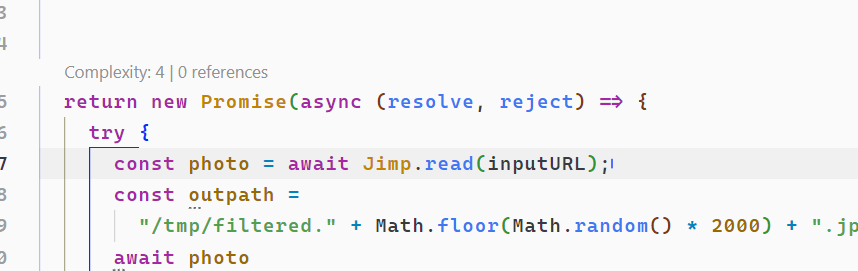 3
4
Complexity: 4 | 0 references
5 return new Promise(async (resolve, reject) => {
6 try {
7 const photo = await Jimp.read(inputURL);
8 const outpath =
9 "/tmp/filtered." + Math.floor(Math.random() * 2000) + ".jp
0 await photo